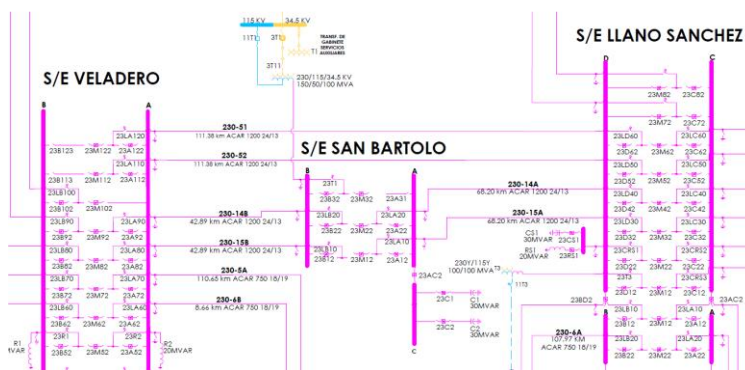 115 KV
34.5 KV
11T1
3T1
TRANSF. DE
GABINETE
SERVICIOS
AUXILIARES
T1
3T11
230/115/34.5 KV
150/50/100 MVA
S/E VELADERO
B
A
230-51
111.38 km ACAR 1200 24/13
230-52
111.38 km ACAR 1200 24/13
230-14B
42.89 km ACAR 1200 24/13
230-15B
42.89 km ACAR 1200 24/13
230-5A
110.65 km ACAR 750 18/19
230-6B
8.66 km ACAR 750 18/19
23LA120
23B123 23M122 23A122
23LA110
23B113 23M112 23A112
23LB100
23B102 23M102
23LB90 23LA90
23B92 23M92 23A92
23LB80 23LA80
23B82 23M82 23A82
23LB70 23LA70
23B72 23M72 23A72
23LB60 23LA60
23B62 23M62 23A62
23R1 23R2
23B52 23M52 23A52
R1
MVAR
R2
20MVAR
S/E SAN BARTOLO
B
A
23T1
23B32 23M32 23A31
23LB20 23LA20
23B22 23M22 23A22
23LB10 23LA10
23B12 23M12 23A12
23AC2
23C1
C1
30MVAR
23C2
C2
30MVAR
C
230-14A
68.20 km ACAR 1200 24/13
230-15A
68.20 km ACAR 1200 24/13
CS1
30MVAR
23CS1
RS1
20MVAR
23RS1
230Y/115Y
100/100 MVA
T3
11T3
S/E LLANO SANCHEZ
D
C
23M82 23C82
23M72 23C72
23LD60 23LC60
23D62 23M62 23C62
23LD50 23LC50
23D52 23M52 23C52
23LD40 23LC40
23D42 23M42 23C42
23LD30 23LC30
23D32 23M32 23C32
23CRS1 23CRS2
23D22 23M22 23C22
23T3 23CRS3
23D12 23M12 23C12
23BD2
23AC2
B
A
23LB10 23LA10
23B12 23M12 23A12
230-6A
107.97 KM
ACAR 750 18/19
23LB20 23LA20
23B22 23M22 23A22